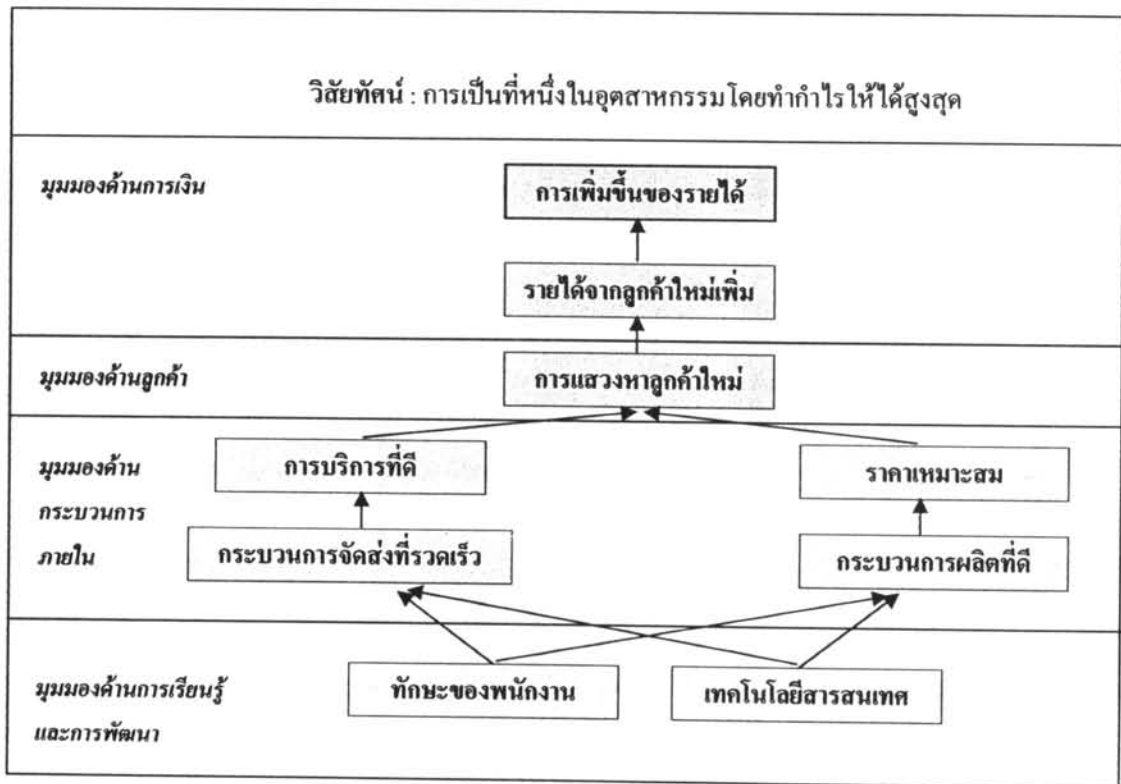 วิสัยทัศน์ : การเป็นที่หนึ่งในอุตสาหกรรมโดยทำกำไรให้ได้สูงสุด
มุมมองด้านการเงิน
การเพิ่มขึ้นของรายได้
รายได้จากลูกค้าใหม่เพิ่ม
มุมมองด้านลูกค้า
การแสวงหาลูกค้าใหม่
มุมมองด้าน
กระบวนการ
ภายใน
การบริการที่ดี
ราคาเหมาะสม
กระบวนการจัดส่งที่รวดเร็ว
กระบวนการผลิตที่ดี
มุมมองด้านการเรียนรู้
และการพัฒนา
ทักษะของพนักงาน
เทคโนโลยีสารสนเทศ